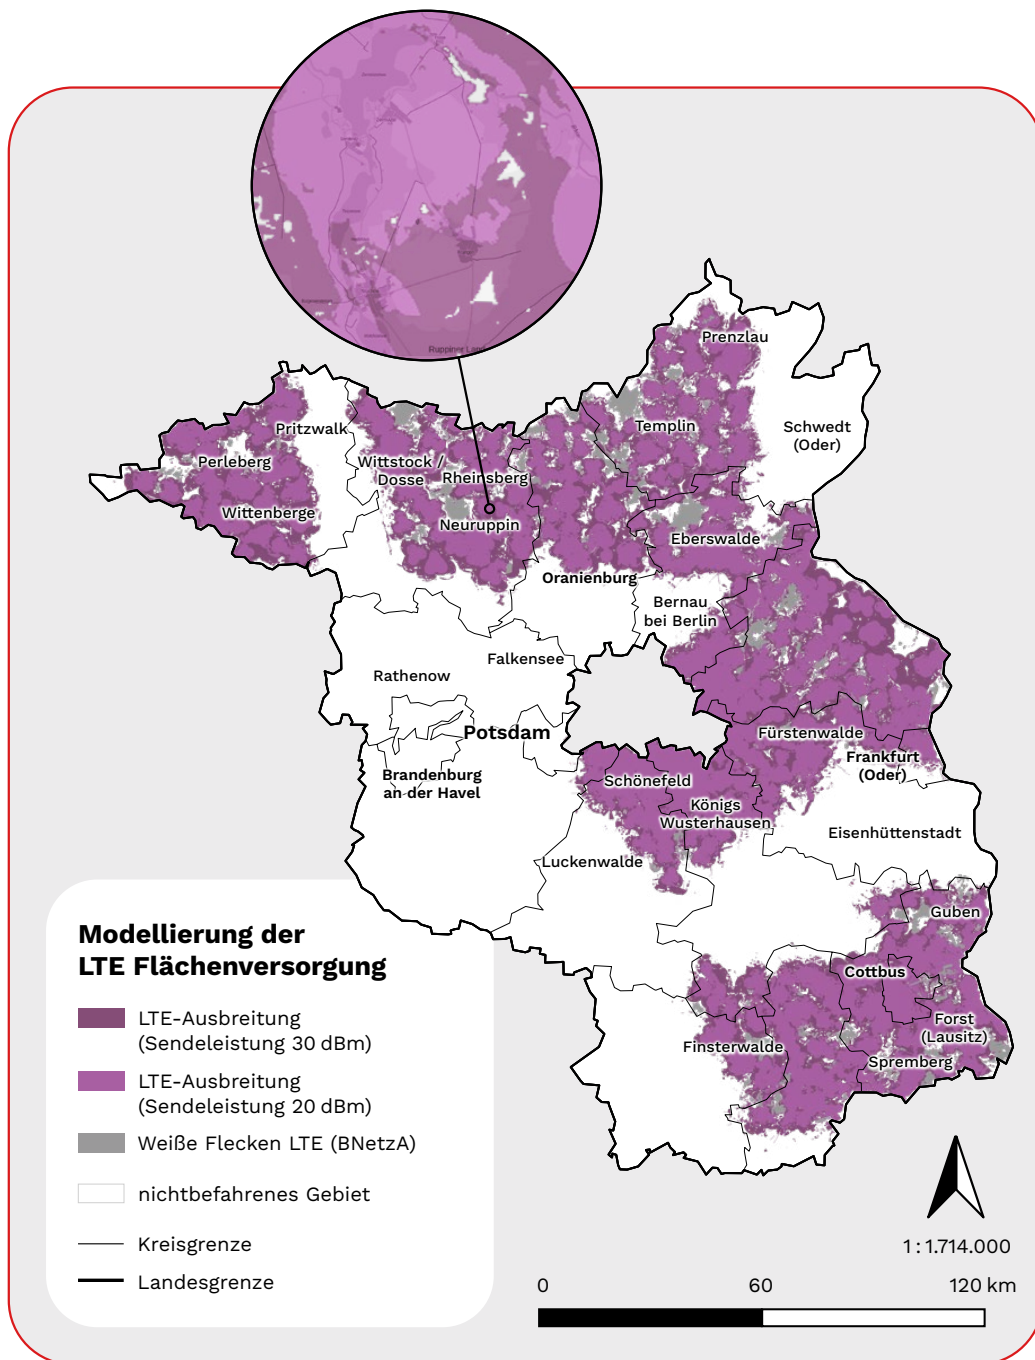 Ruppiner Land
Prenzlau
Templin
Schwedt
(Oder)
Pritzwalk
Perleberg
Wittstock /
Dosse
Rheinsberg
Wittenberge
Neuruppin
Eberswalde
Oranienburg
Bernau
bei Berlin
Falkensee
Rathenow
Potsdam
Fürstenwalde
Frankfurt
(Oder)
Brandenburg
an der Havel
Schönefeld
Königs
Wusterhausen
Eisenhüttenstadt
Luckenwalde
Guben
Cottbus
Forst
(Lausitz)
Finsterwalde
Spremberg
Modellierung der
LTE Flächenversorgung
LTE-Ausbreitung
(Sendeleistung 30 dBm)
LTE-Ausbreitung
(Sendeleistung 20 dBm)
Weiße Flecken LTE (BNetzA)
nichtbefahrenes Gebiet
Kreisgrenze
Landesgrenze
1 : 1.714.000
0 60 120 km